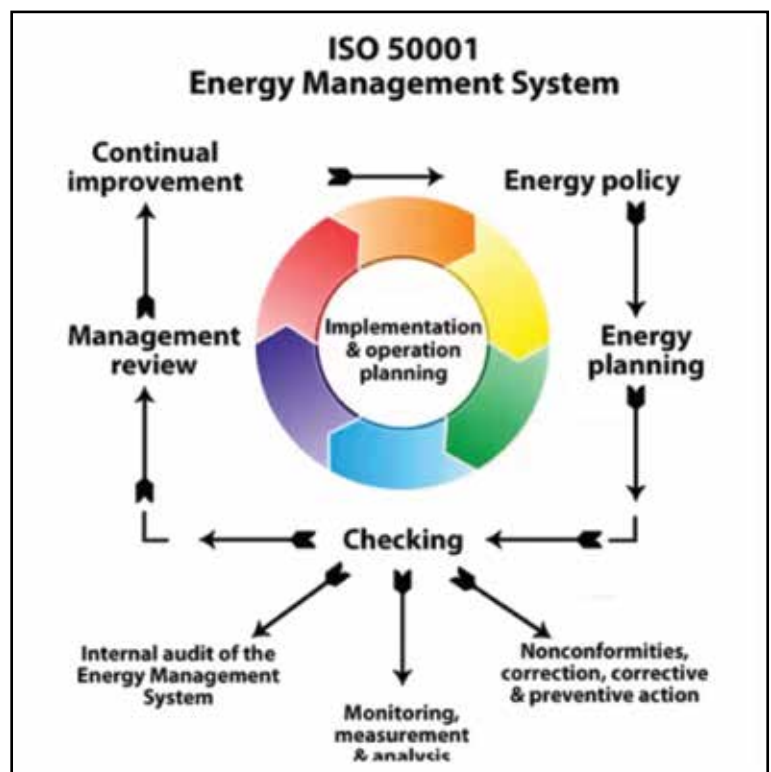 ISO 50001
Energy Management System
Continual
improvement
Energy policy
Management
review
Implementation
& operation
planning
Energy
planning
Checking
Internal audit of the
Energy Management
System
Monitoring,
measurement
& analysis
Nonconformities,
correction, corrective
& preventive action